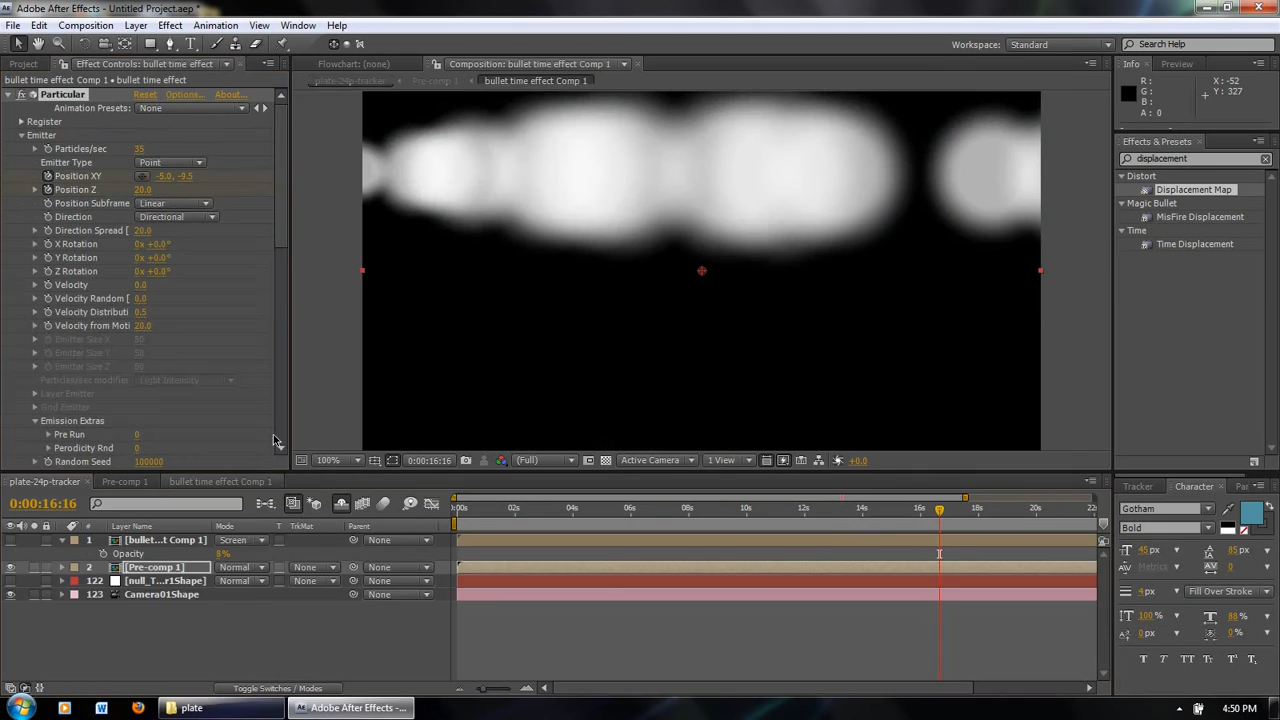 Adobe After Effects - Untitled Project.aep *
File Edit Composition Layer Effect Animation View Window Help
Workspace: Standard Search Help
Project Effect Controls: bullet time effect Flowchart: (none) Composition: bullet time effect Comp 1 Info Preview
bullet time effect Comp 1 • bullet time effect plate-24p-tracker Pre-comp 1 bullet time effect Comp 1
Particular Reset Options... About...
Animation Presets: None
Register
Emitter
Particles/sec 35
Emitter Type Point
Position XY -5.0, -9.5
Position Z 20.0
Position Subframe Linear
Direction Directional
Direction Spread [ 20.0
X Rotation 0x +0.0°
Y Rotation 0x +0.0°
Z Rotation 0x +0.0°
Velocity 0.0
Velocity Random [ 0.0
Velocity Distributi 0.5
Velocity from Moti 20.0
Emitter Size X 50
Emitter Size Y 50
Emitter Size Z 50
Particles/sec modifier Light Intensity
Layer Emitter
Grid Emitter
Emission Extras
Pre Run 0
Perodicity Rnd 0
Random Seed 100000
R: X: -52
G: Y: 327
B:
A: 0
Effects & Presets
displacement
Distort
Displacement Map
Magic Bullet
MisFire Displacement
Time
Time Displacement
100% 0:00:16:16 (Full) Active Camera 1 View +0.0
plate-24p-tracker Pre-comp 1 bullet time effect Comp 1
0:00:16:16
:00s 02s 04s 06s 08s 10s 12s 14s 16s 18s 20s 22s
# Layer Name Mode T TrkMat Parent
1 [bullet...t Comp 1] Screen None
Opacity 8%
2 [Pre-comp 1] Normal None None
122 [null_T...r1Shape] Normal None None
123 Camera01Shape None
Toggle Switches / Modes
Tracker Character Par
Gotham
Bold
45 px 85 px
Metrics 0
4 px Fill Over Stroke
100 % 88 %
0 px 0 %
T T TT Tt T¹ T₁
plate Adobe After Effects -... 4:50 PM